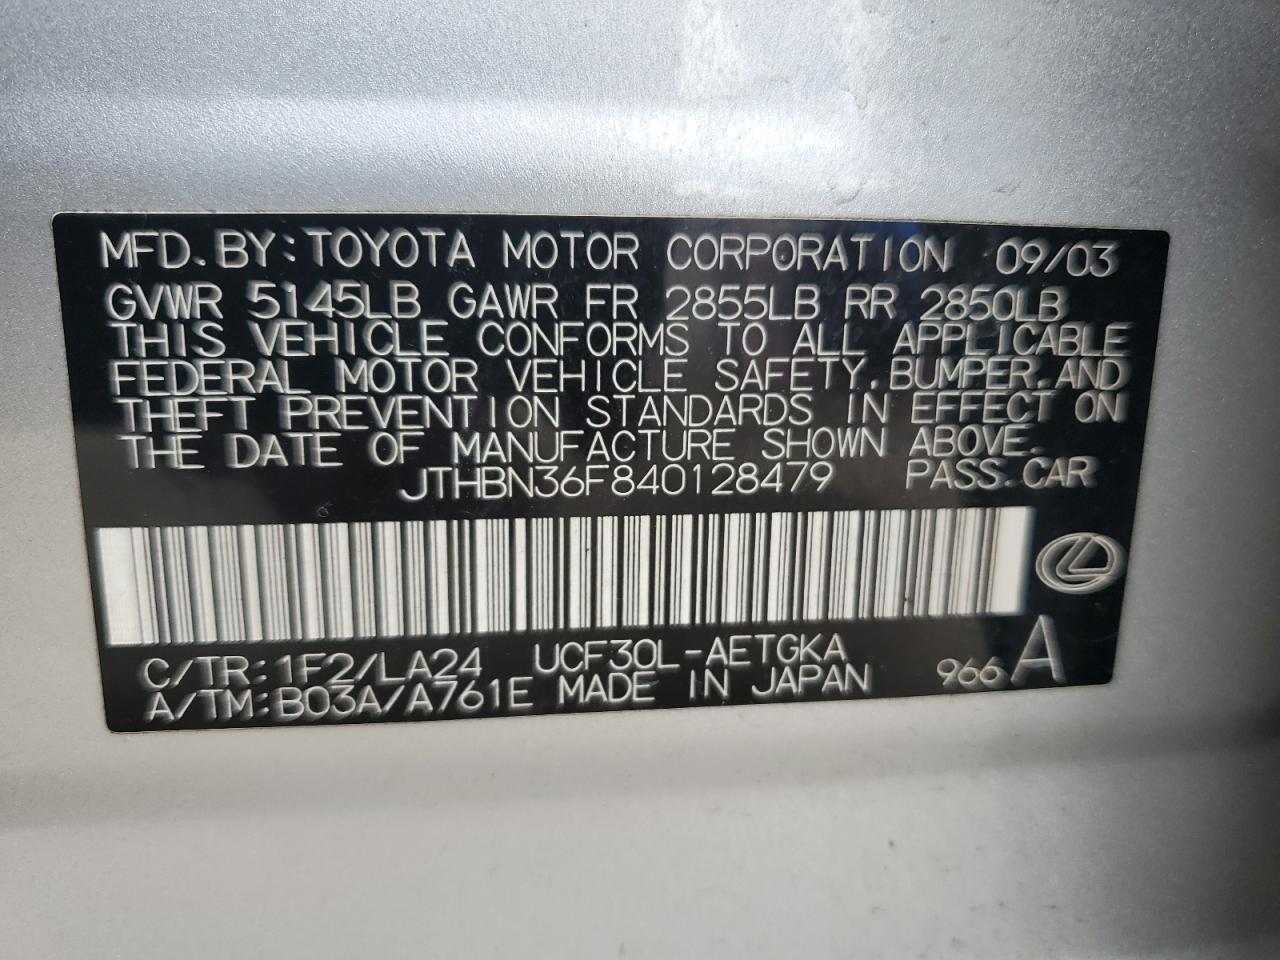 MFD. BY: TOYOTA MOTOR CORPORATION 09/03
GVWR 5145LB GAWR FR 2855LB RR 2850LB
THIS VEHICLE CONFORMS TO ALL APPLICABLE
FEDERAL MOTOR VEHICLE SAFETY, BUMPER, AND
THEFT PREVENTION STANDARDS IN EFFECT ON
THE DATE OF MANUFACTURE SHOWN ABOVE.
JTHBN36F840128479 PASS. CAR
C/TR: 1F2/LA24 UCF30L-AETGKA
A/TM: B03A/A761E MADE IN JAPAN 966 A